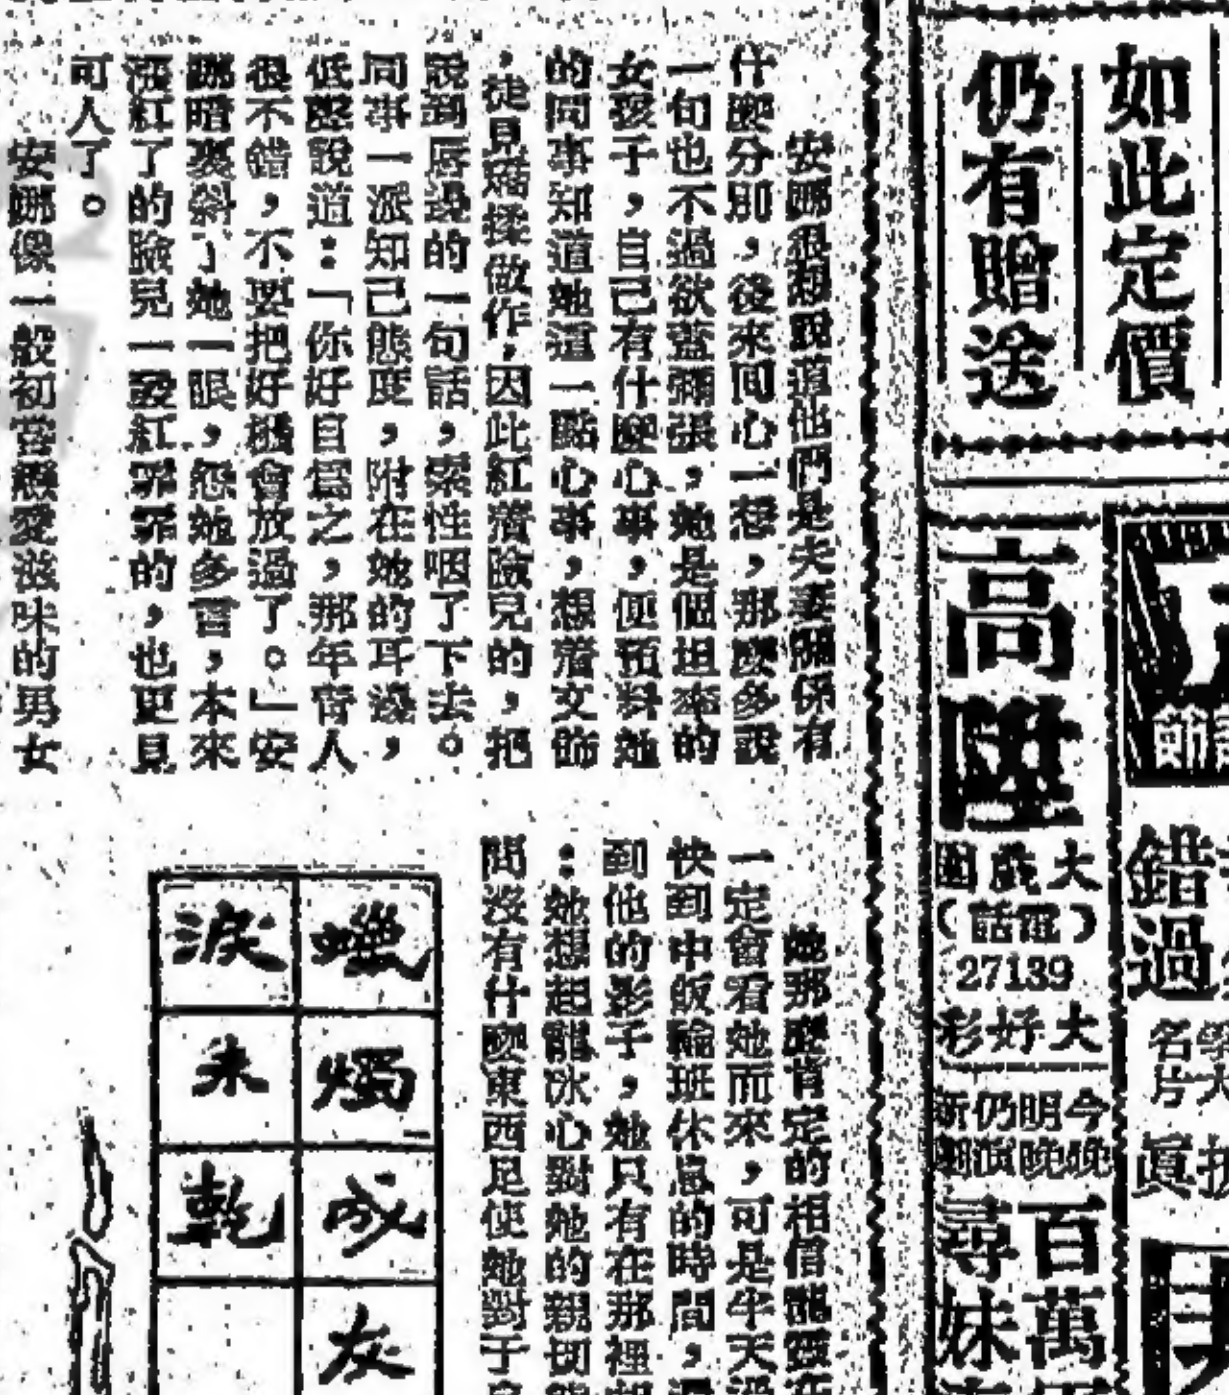 如此定價
仍有贈送
安娜很想說道他們是夫妻關係有
什麼分別，後來回心一想，那麼多說
一句也不過欲蓋彌張，她是個坦率的
女孩子，自己有什麼心事，便預料她
的同事知道她這一點心事，想着文飾
，徒見矯揉做作，因此紅着臉兒的，把
說到唇邊的一句話，索性咽了下去。
同事一派知己態度，附在她的耳邊，
低聲說道：「你好自爲之，那年青人
很不錯，不要把好機會放過了。」安
娜暗裏斜了她一眼，怨她多言，本來
漲紅了的臉兒一發紅霏霏的，也更見
可人了。
安娜像一般初嘗戀愛滋味的男女
高陞
大戲園
（電話）
27139
大好彩
今晚
明晚
仍演
百萬
尋妹
錯過
名片
眞
她那麼肯定的相信龍
一定會看她而來，可是半天
快到中飯輪班休息的時間，
到他的影子，她只有在那裡
：她想起龍冰心對她的親切
間沒有什麼東西足使她對于
蠟燭成灰
淚未乾